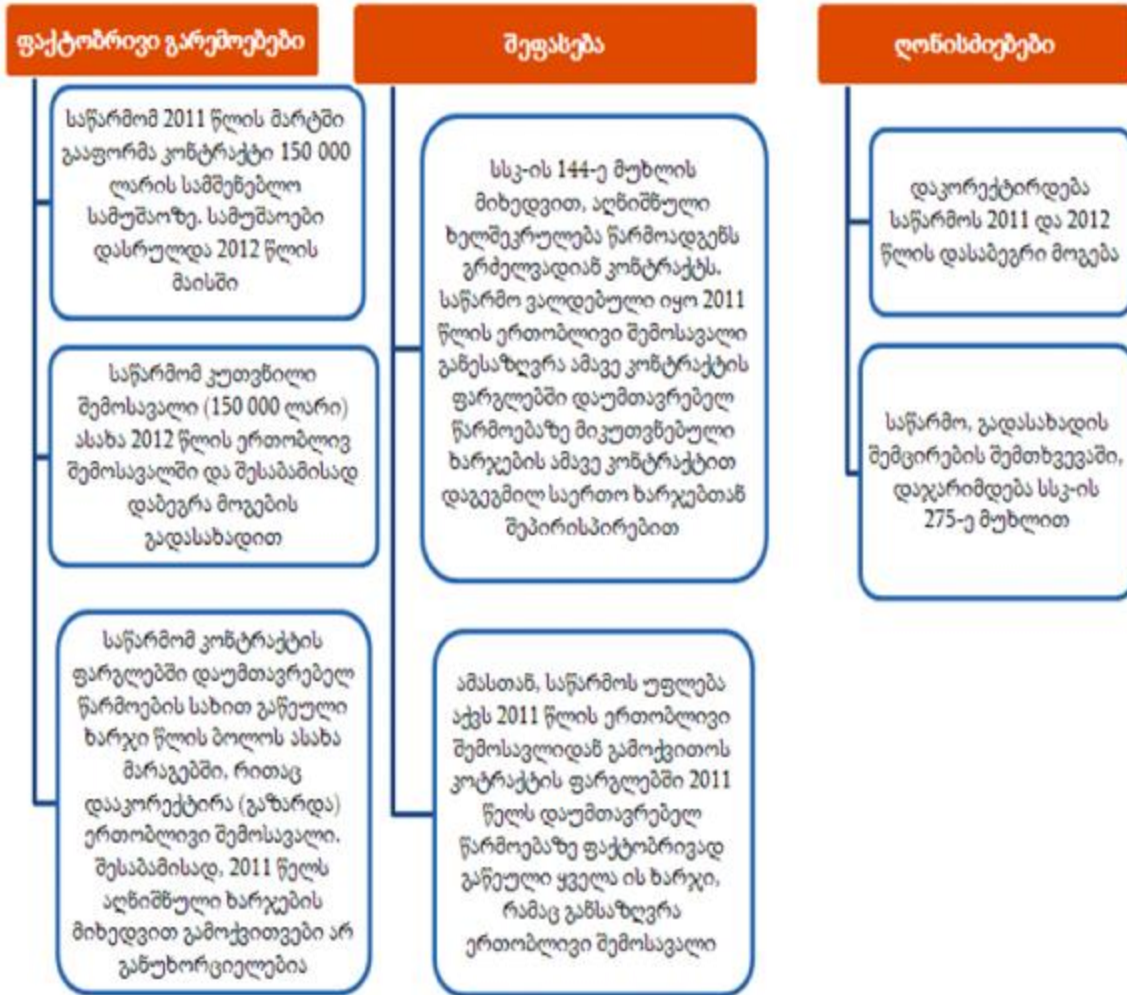 ფაქტობრივი გარემოებები
საწარმომ 2011 წლის მარტში
გააფორმა კონტრაქტი 150 000
ლარის სამშენებლო
სამუშაოზე. სამუშაოები
დასრულდა 2012 წლის
მაისში
საწარმომ კუთვნილი
შემოსავალი (150 000 ლარი)
ასახა 2012 წლის ერთობლივ
შემოსავალში და შესაბამისად
დაბეგრა მოგების
გადასახადით
საწარმომ კონტრაქტის
ფარგლებში დაუმთავრებელ
წარმოების სახით გაწეული
ხარჯი წლის ბოლოს ასახა
მარაგებში, რითაც
დააკორექტირა (გაზარდა)
ერთობლივი შემოსავალი.
შესაბამისად, 2011 წელს
აღნიშნული ხარჯების
მიხედვით გამოქვითვები არ
განუხორციელებია
შეფასება
სსკ-ის 144-ე მუხლის
მიხედვით, აღნიშნული
ხელშეკრულება წარმოადგენს
გრძელვადიან კონტრაქტს.
საწარმო ვალდებული იყო 2011
წლის ერთობლივი შემოსავალი
განესაზღვრა ამავე კონტრაქტის
ფარგლებში დაუმთავრებელ
წარმოებაზე მიკუთვნებული
ხარჯების ამავე კონტრაქტით
დაგეგმილ საერთო ხარჯებთან
შეპირისპირებით
ამასთან, საწარმოს უფლება
აქვს 2011 წლის ერთობლივი
შემოსავლიდან გამოქვითოს
კოტრაქტის ფარგლებში 2011
წელს დაუმთავრებელ
წარმოებაზე ფაქტობრივად
გაწეული ყველა ის ხარჯი,
რამაც განსაზღვრა
ერთობლივი შემოსავალი
ღონისძიებები
დაკორექტირდება
საწარმოს 2011 და 2012
წლის დასაბეგრი მოგება
საწარმო, გადასახადის
შემცირების შემთხვევაში,
დაჯარიმდება სსკ-ის
275-ე მუხლით